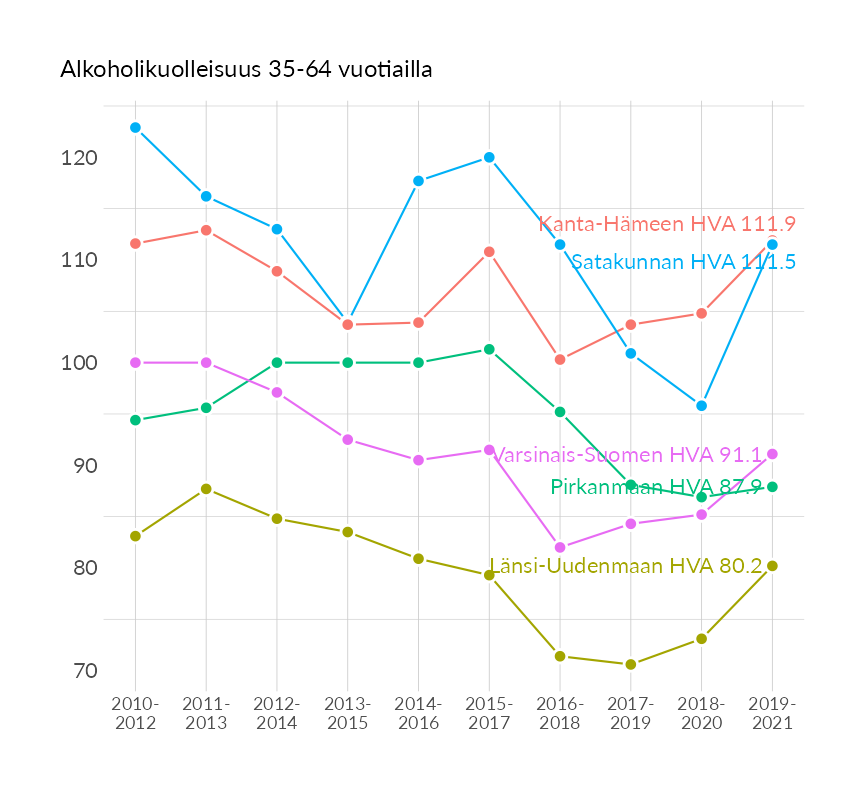 Alkoholikuolleisuus 35-64 vuotiailla
120
Kanta-Hämeen HVA 111.9
110
Satakunnan HVA 111.5
100
Varsinais-Suomen HVA 91.1
90
Pirkanmaan HVA 87.9
80
Länsi-Uudenmaan HVA 80.2
70
2010- 2011- 2012- 2013- 2014- 2015- 2016- 2017- 2018- 2019-
2012 2013 2014 2015 2016 2017 2018 2019 2020 2021